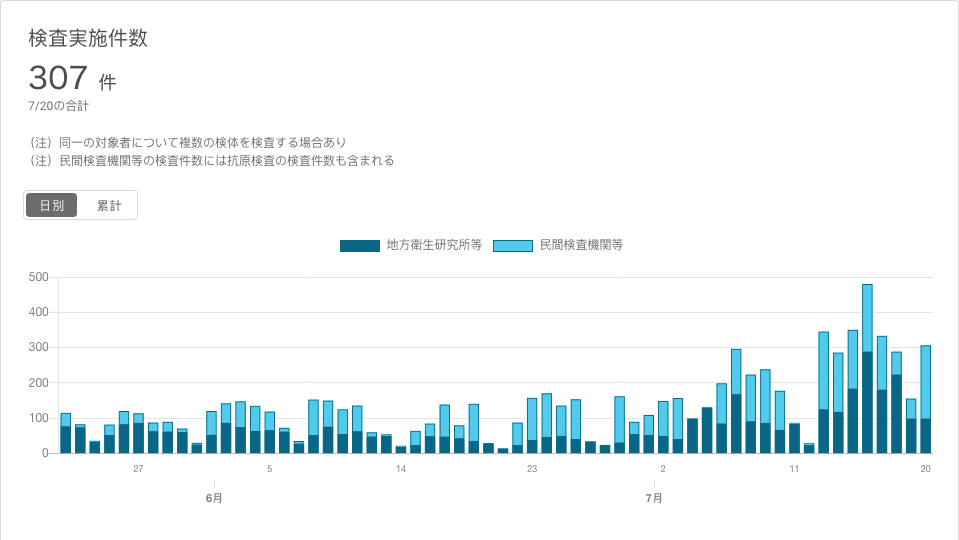 検査実施件数
307 件
7/20の合計
（注）同一の対象者について複数の検体を検査する場合あり
（注）民間検査機関等の検査件数には抗原検査の検査件数も含まれる
日別 累計
地方衛生研究所等 民間検査機関等
500
400
300
200
100
0
27 5 14 23 2 11 20
6月 7月